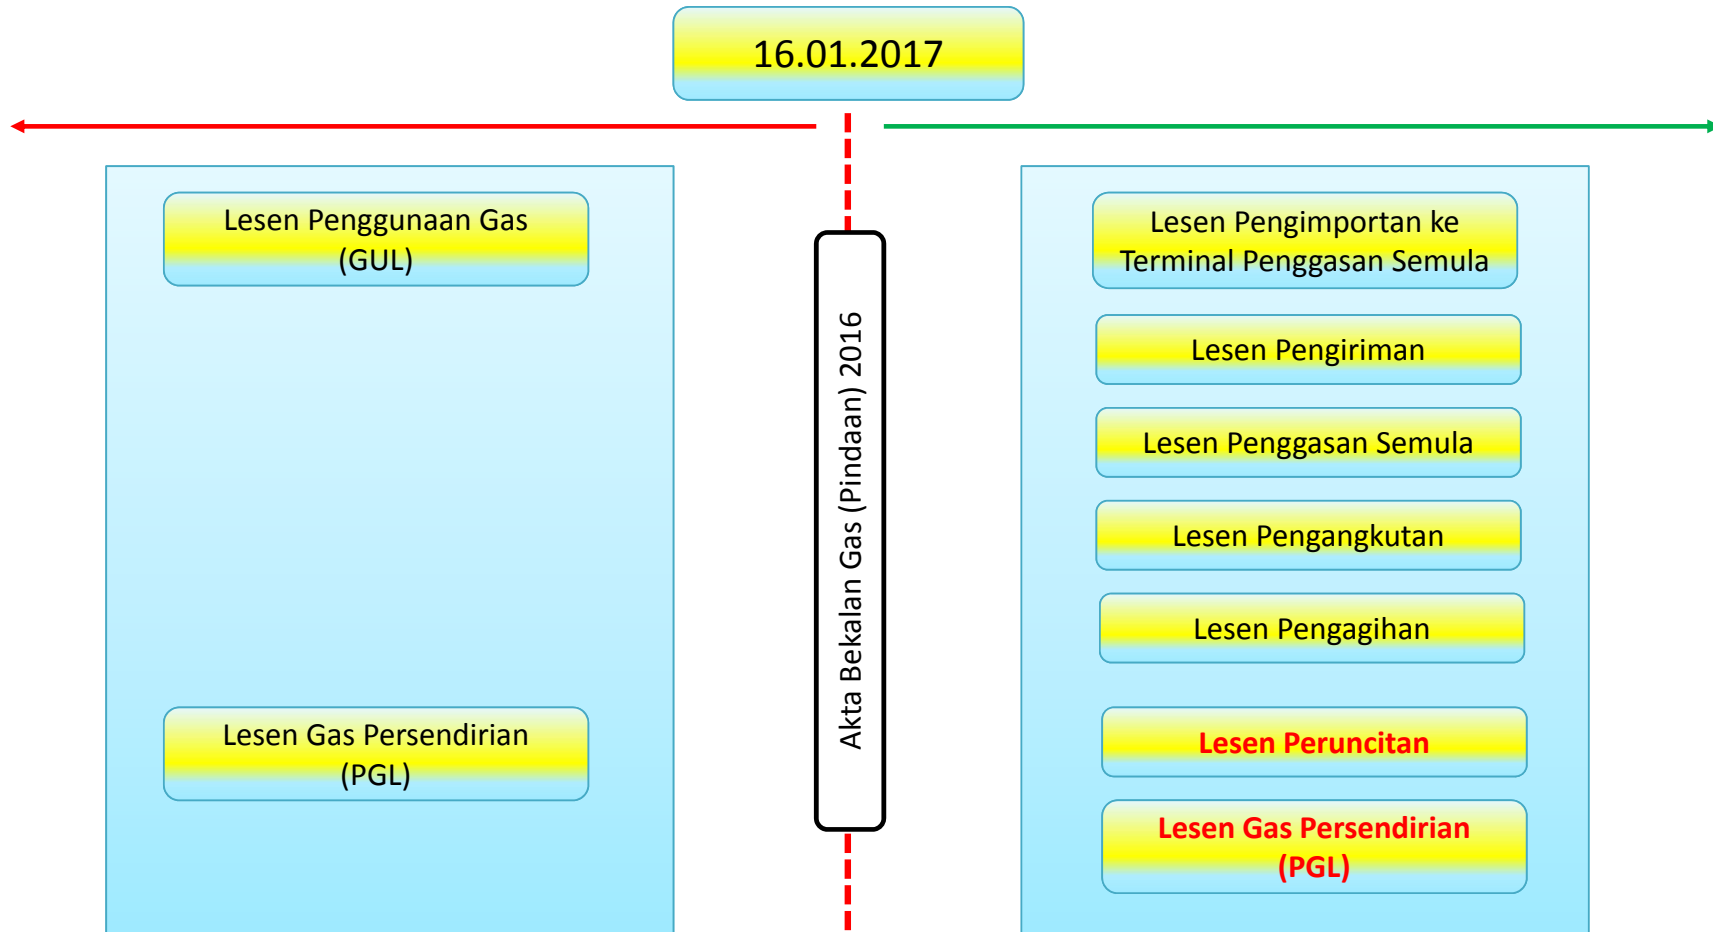 16.01.2017
Lesen Penggunaan Gas
(GUL)
Lesen Gas Persendirian
(PGL)
Akta Bekalan Gas (Pindaan) 2016
Lesen Pengimportan ke
Terminal Penggasan Semula
Lesen Pengiriman
Lesen Penggasan Semula
Lesen Pengangkutan
Lesen Pengagihan
Lesen Peruncitan
Lesen Gas Persendirian
(PGL)